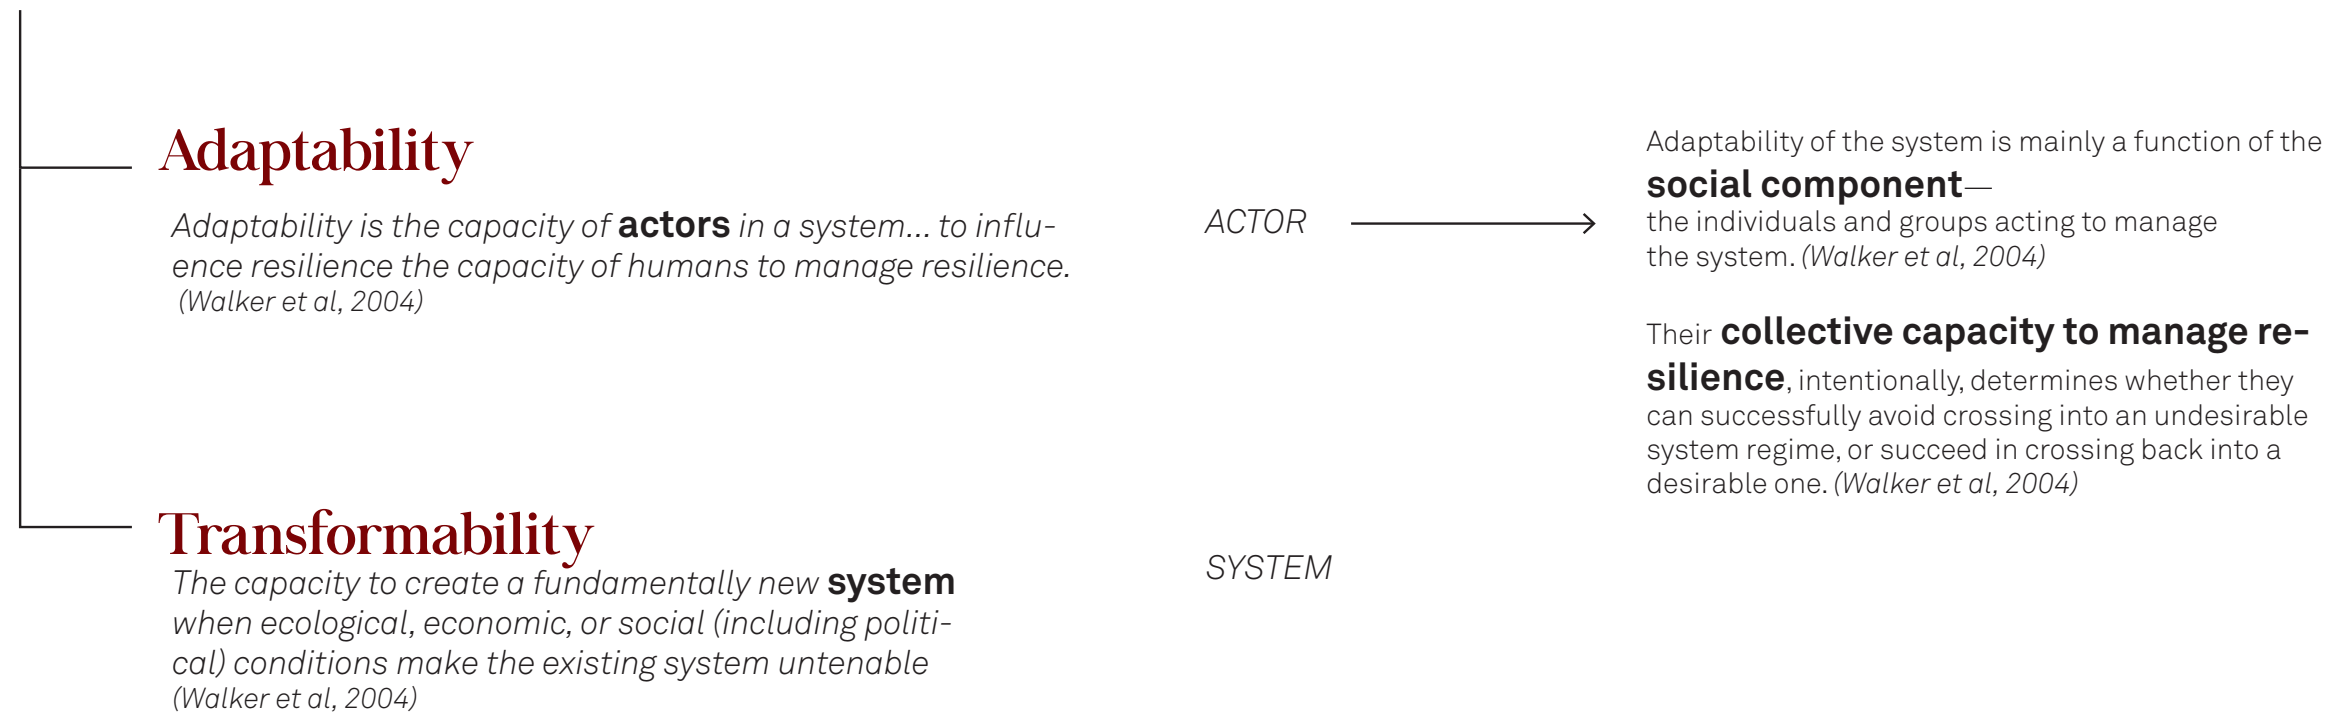 Adaptability
Adaptability is the capacity of actors in a system... to influ-
ence resilience the capacity of humans to manage resilience.
(Walker et al, 2004)
ACTOR
Adaptability of the system is mainly a function of the
social component—
the individuals and groups acting to manage
the system. (Walker et al, 2004)
Their collective capacity to manage re-
silience, intentionally, determines whether they
can successfully avoid crossing into an undesirable
system regime, or succeed in crossing back into a
desirable one. (Walker et al, 2004)
Transformability
The capacity to create a fundamentally new system
when ecological, economic, or social (including politi-
cal) conditions make the existing system untenable
(Walker et al, 2004)
SYSTEM